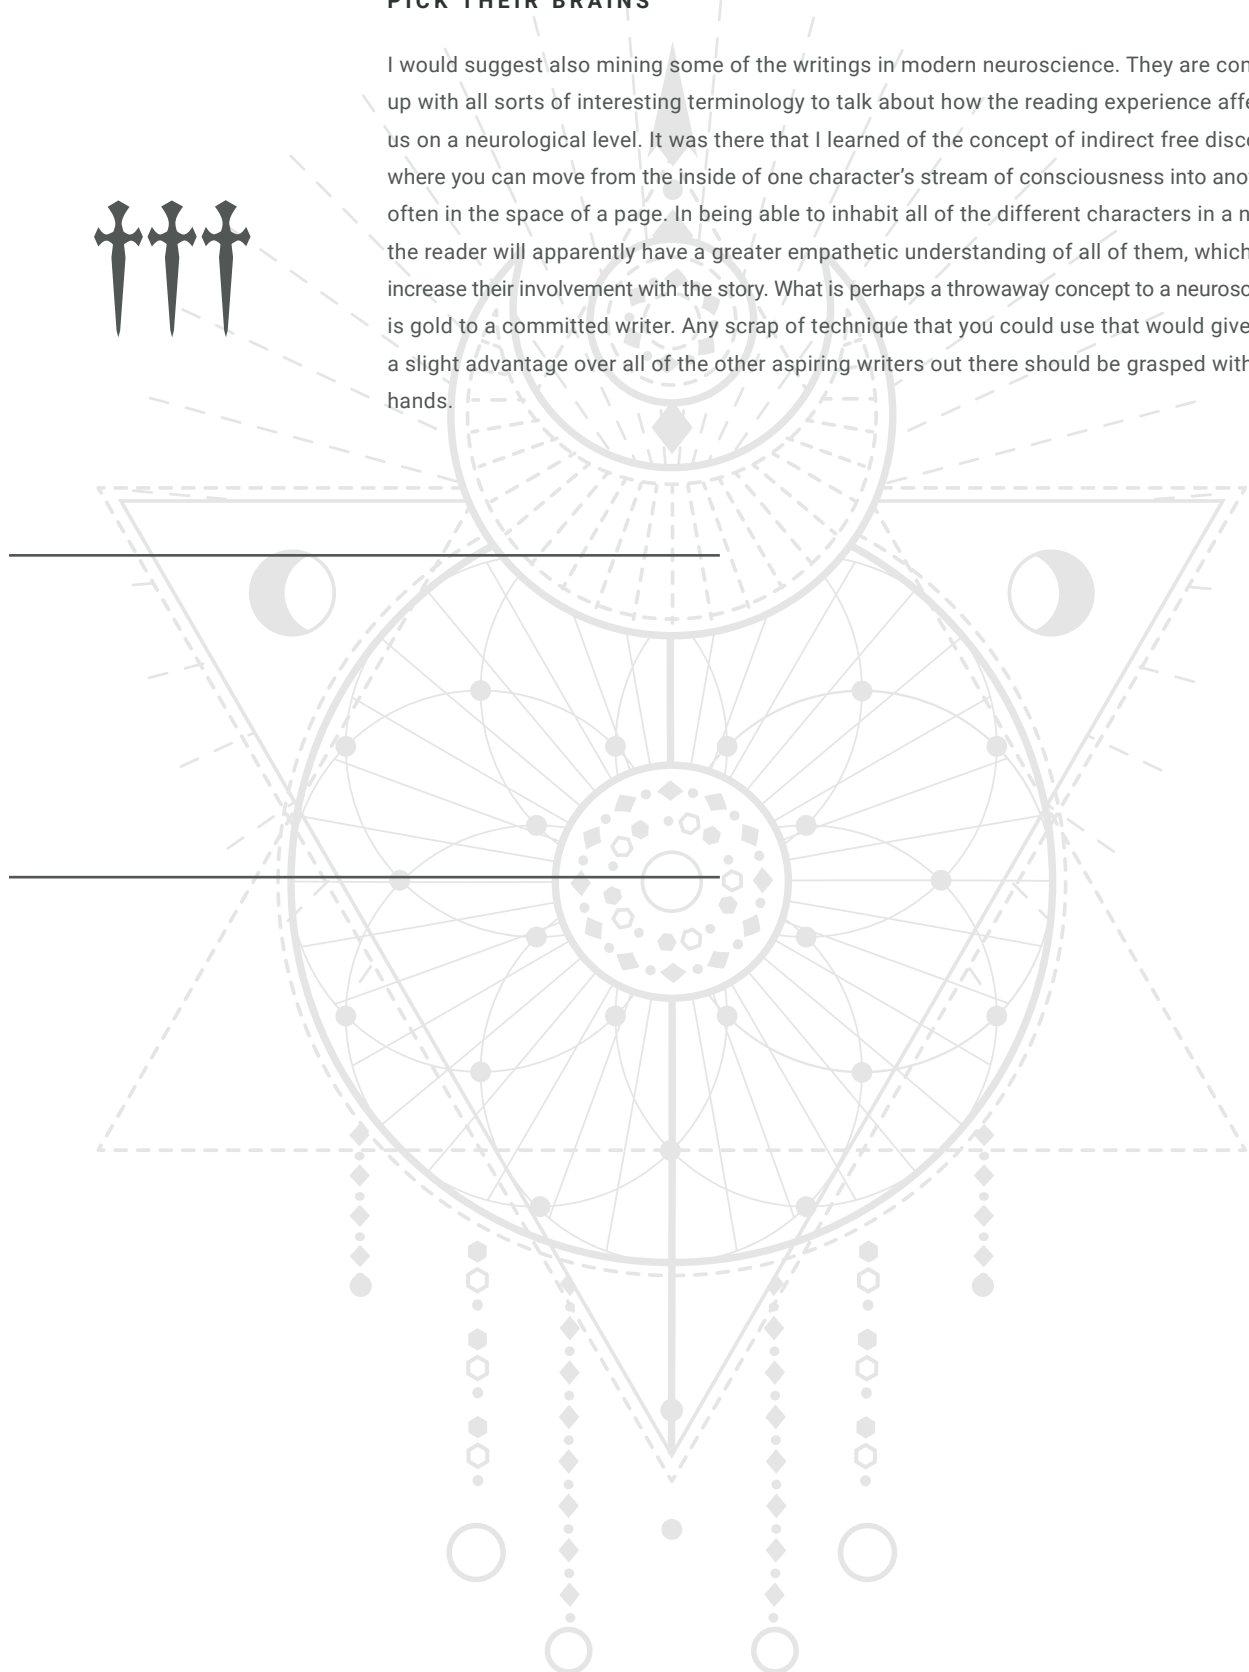 PICK THEIR BRAINS
I would suggest also mining some of the writings in modern neuroscience. They are
up with all sorts of interesting terminology to talk about how the reading experience
us on a neurological level. It was there that I learned of the concept of indirect free
where you can move from the inside of one character’s stream of consciousness into
often in the space of a page. In being able to inhabit all of the different characters in a
the reader will apparently have a greater empathetic understanding of all of them, which
increase their involvement with the story. What is perhaps a throwaway concept to a
is gold to a committed writer. Any scrap of technique that you could use that would give
a slight advantage over all of the other aspiring writers out there should be grasped with
hands.